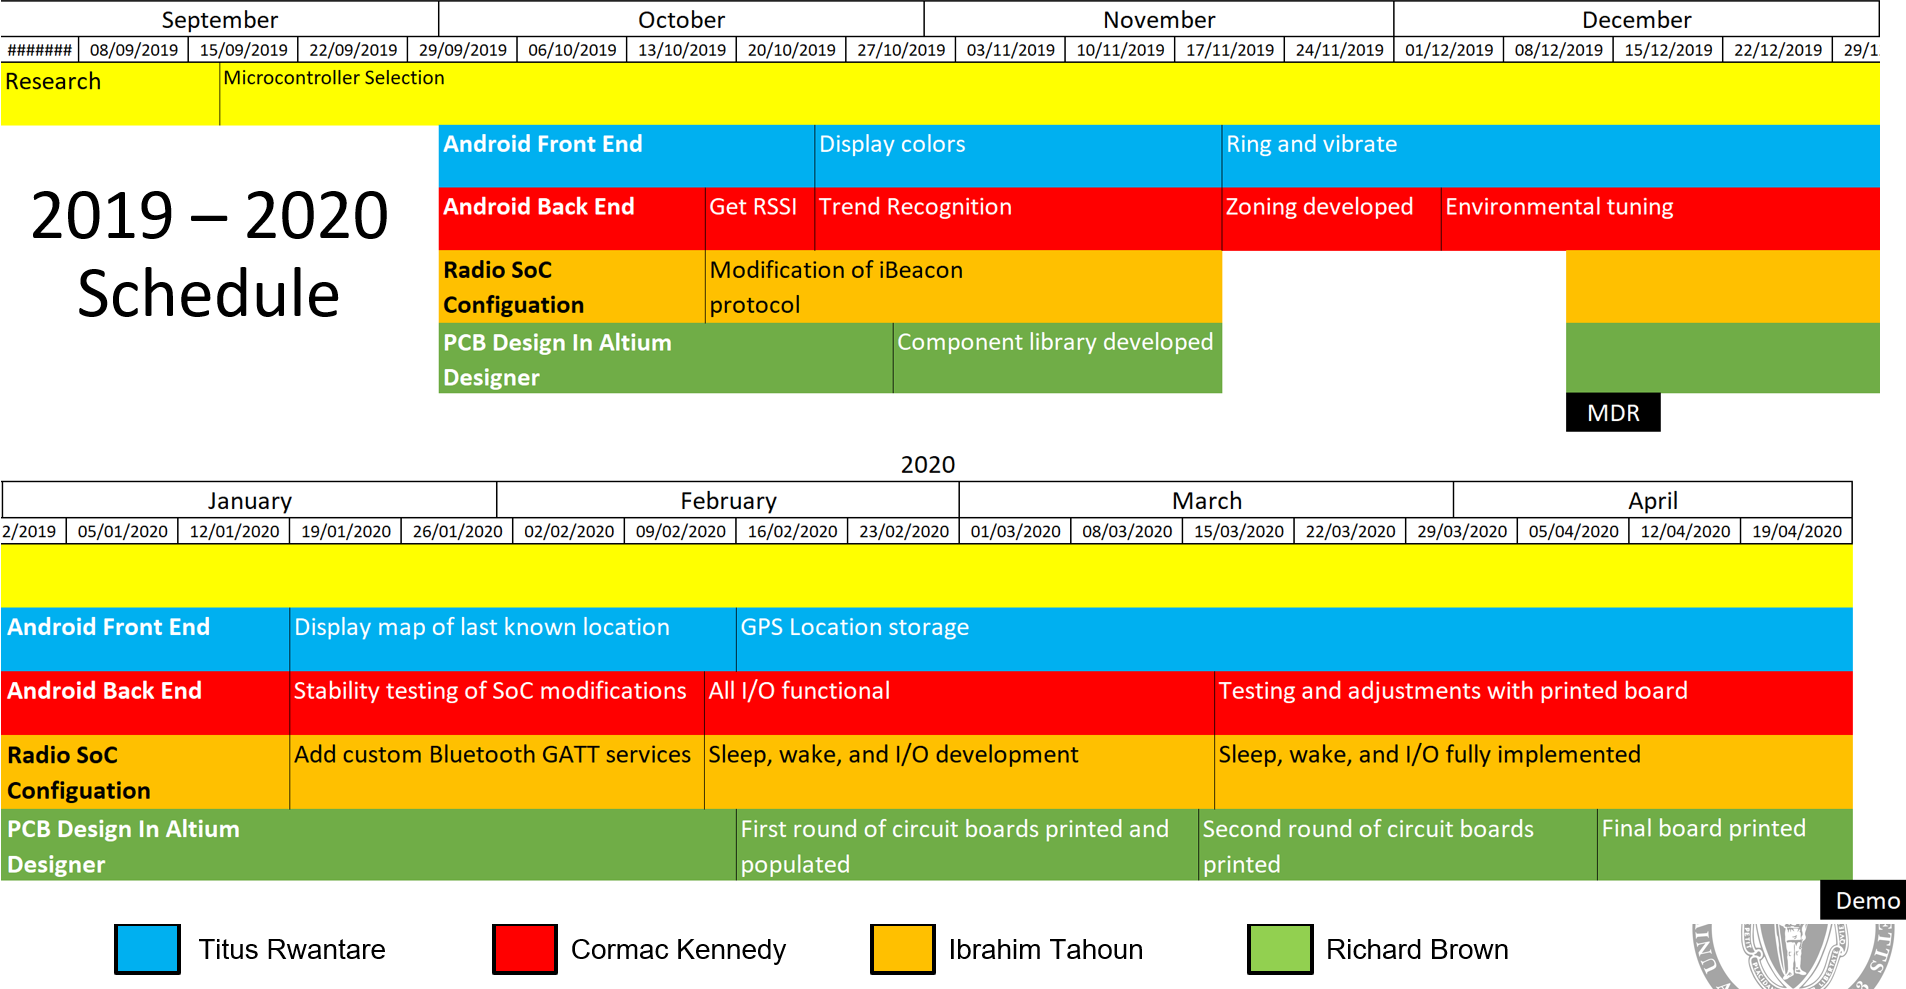 September October November December
####### 08/09/2019 15/09/2019 22/09/2019 29/09/2019 06/10/2019 13/10/2019 20/10/2019 27/10/2019 03/11/2019 10/11/2019 17/11/2019 24/11/2019 01/12/2019 08/12/2019 15/12/2019 22/12/2019 29/1
Research Microcontroller Selection
Android Front End Display colors Ring and vibrate
2019 – 2020
Schedule
Android Back End Get RSSI Trend Recognition Zoning developed Environmental tuning
Radio SoC
Configuation
Modification of iBeacon
protocol
PCB Design In Altium
Designer
Component library developed
MDR
2020
January February March April
2/2019 05/01/2020 12/01/2020 19/01/2020 26/01/2020 02/02/2020 09/02/2020 16/02/2020 23/02/2020 01/03/2020 08/03/2020 15/03/2020 22/03/2020 29/03/2020 05/04/2020 12/04/2020 19/04/2020
Android Front End Display map of last known location GPS Location storage
Android Back End Stability testing of SoC modifications All I/O functional Testing and adjustments with printed board
Radio SoC
Configuation
Add custom Bluetooth GATT services Sleep, wake, and I/O development Sleep, wake, and I/O fully implemented
PCB Design In Altium
Designer
First round of circuit boards printed and
populated
Second round of circuit boards
printed
Final board printed
Demo
Titus Rwantare Cormac Kennedy Ibrahim Tahoun Richard Brown